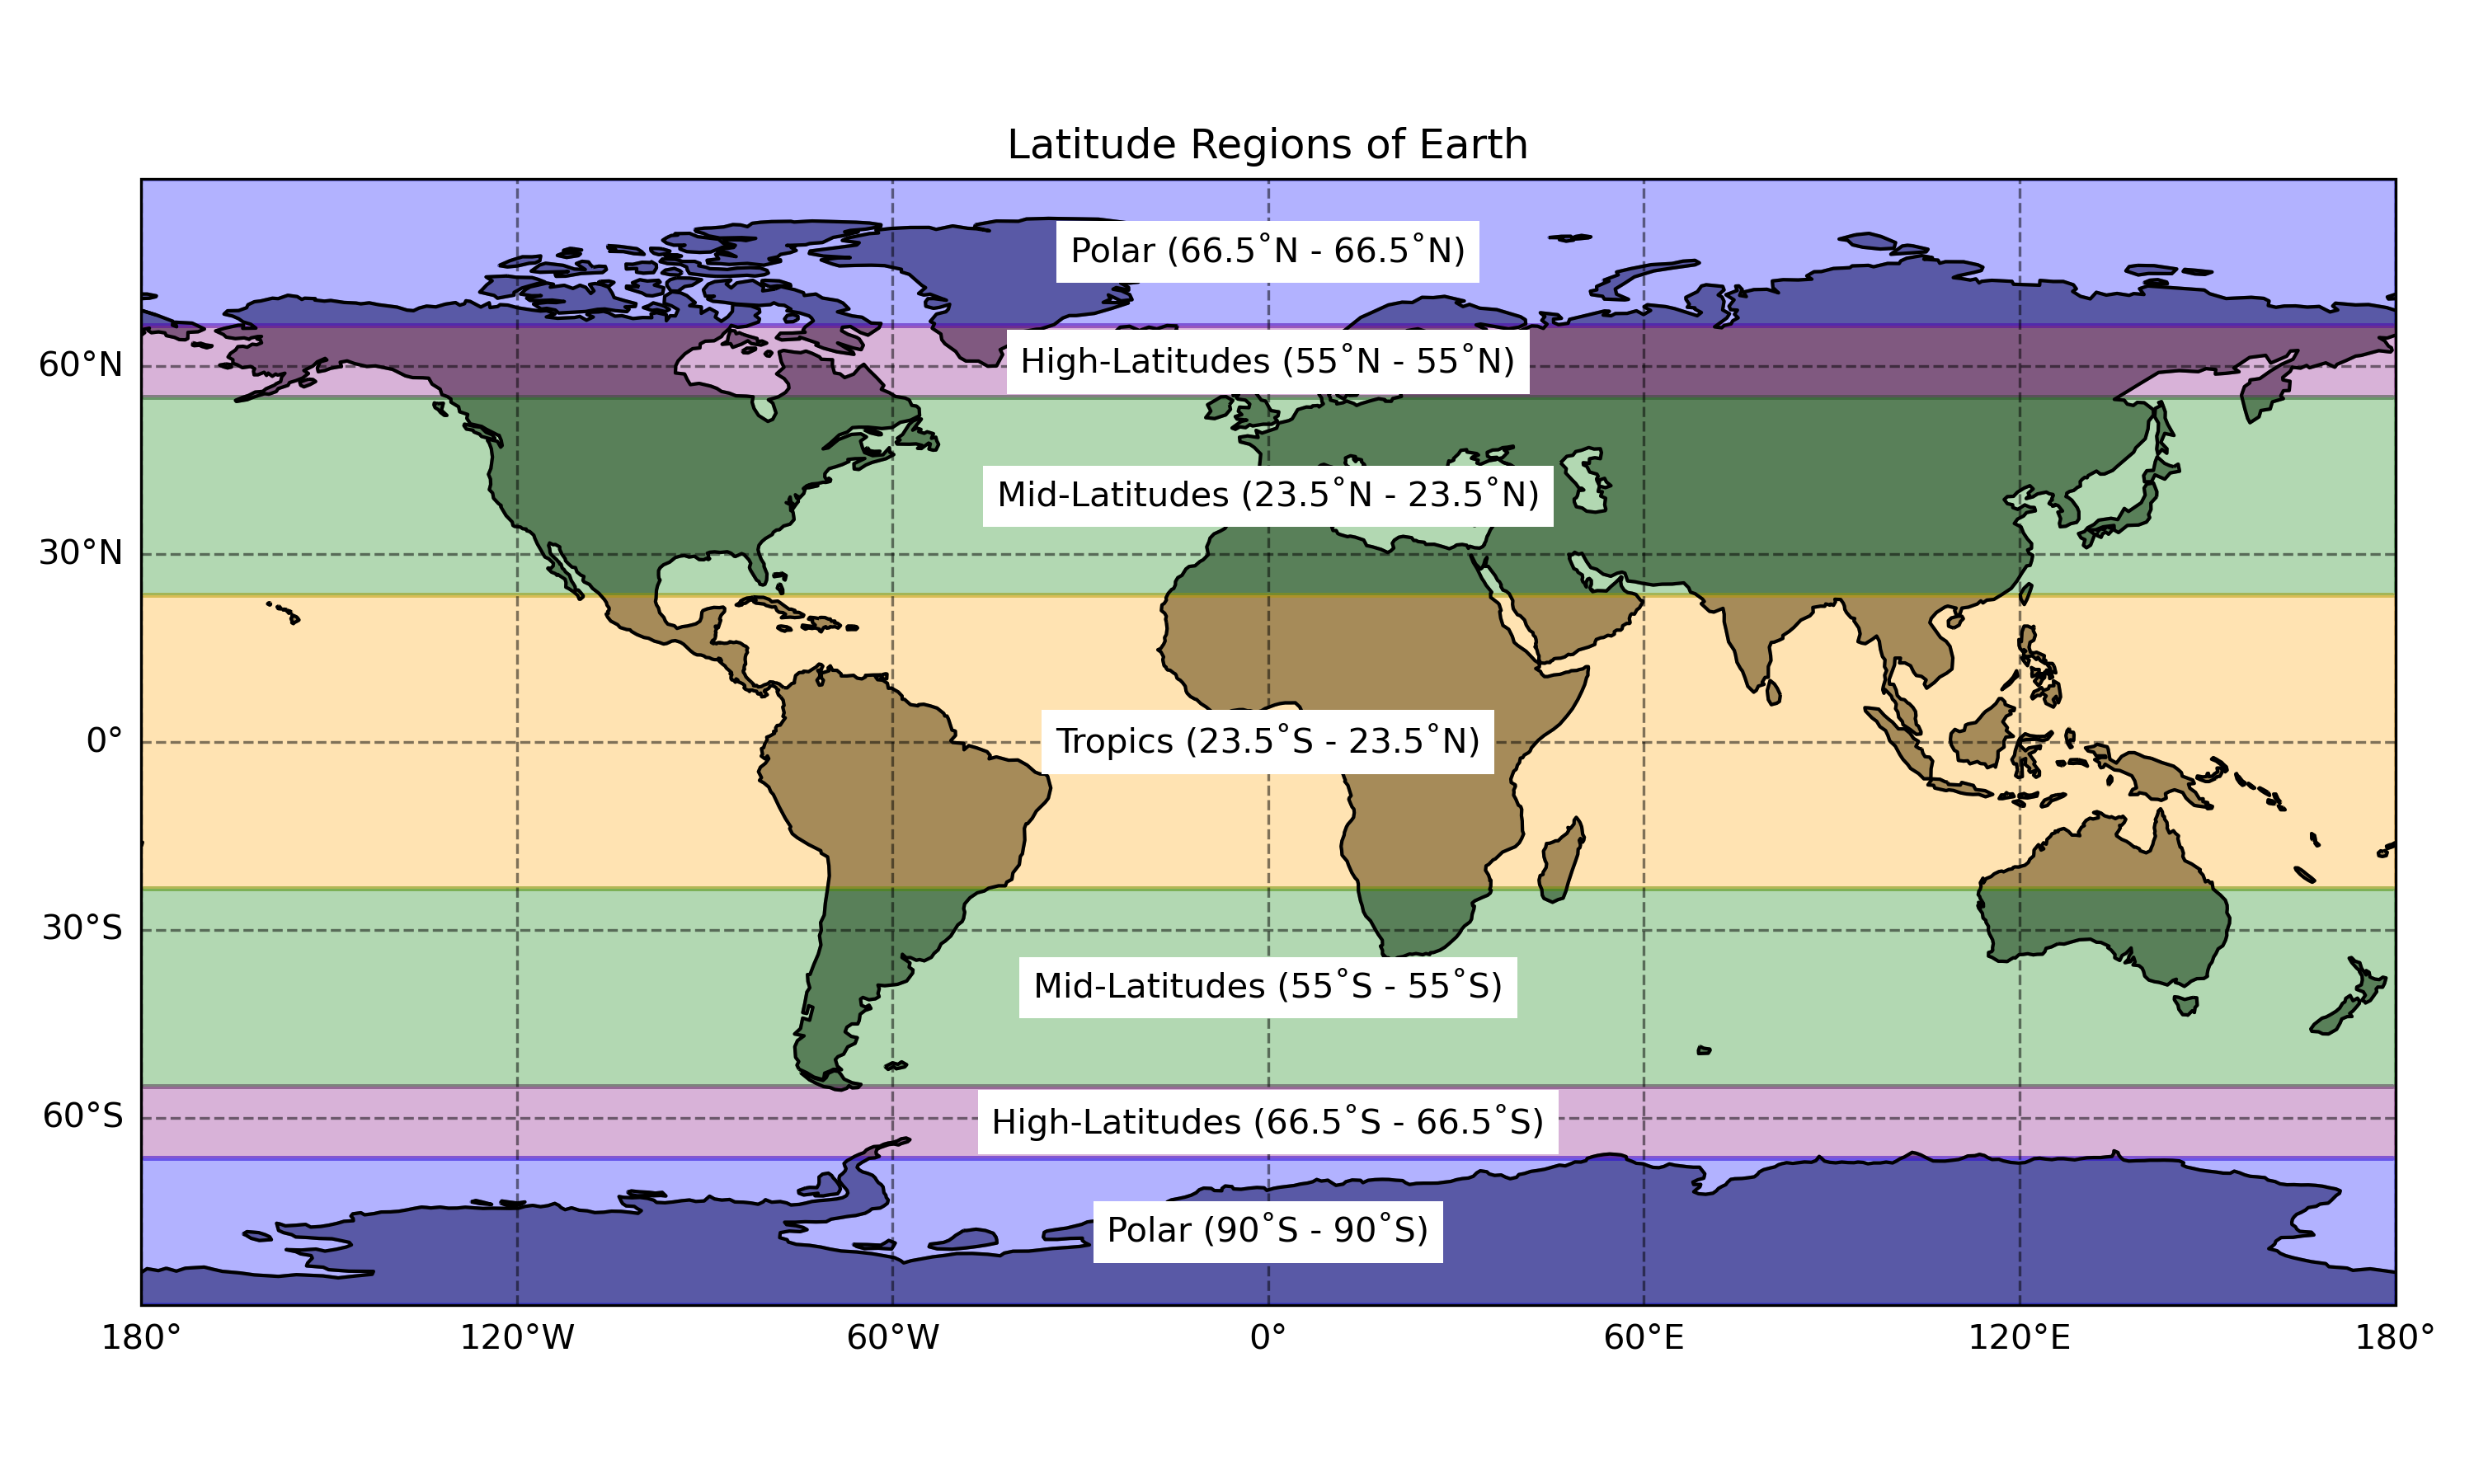 Latitude Regions of Earth
Polar (66.5˚N - 66.5˚N)
60°N
High-Latitudes (55˚N - 55˚N)
Mid-Latitudes (23.5˚N - 23.5˚N)
30°N
0°
Tropics (23.5˚S - 23.5˚N)
30°S
Mid-Latitudes (55˚S - 55˚S)
60°S
High-Latitudes (66.5˚S - 66.5˚S)
Polar (90˚S - 90˚S)
180° 120°W 60°W 0° 60°E 120°E 180°